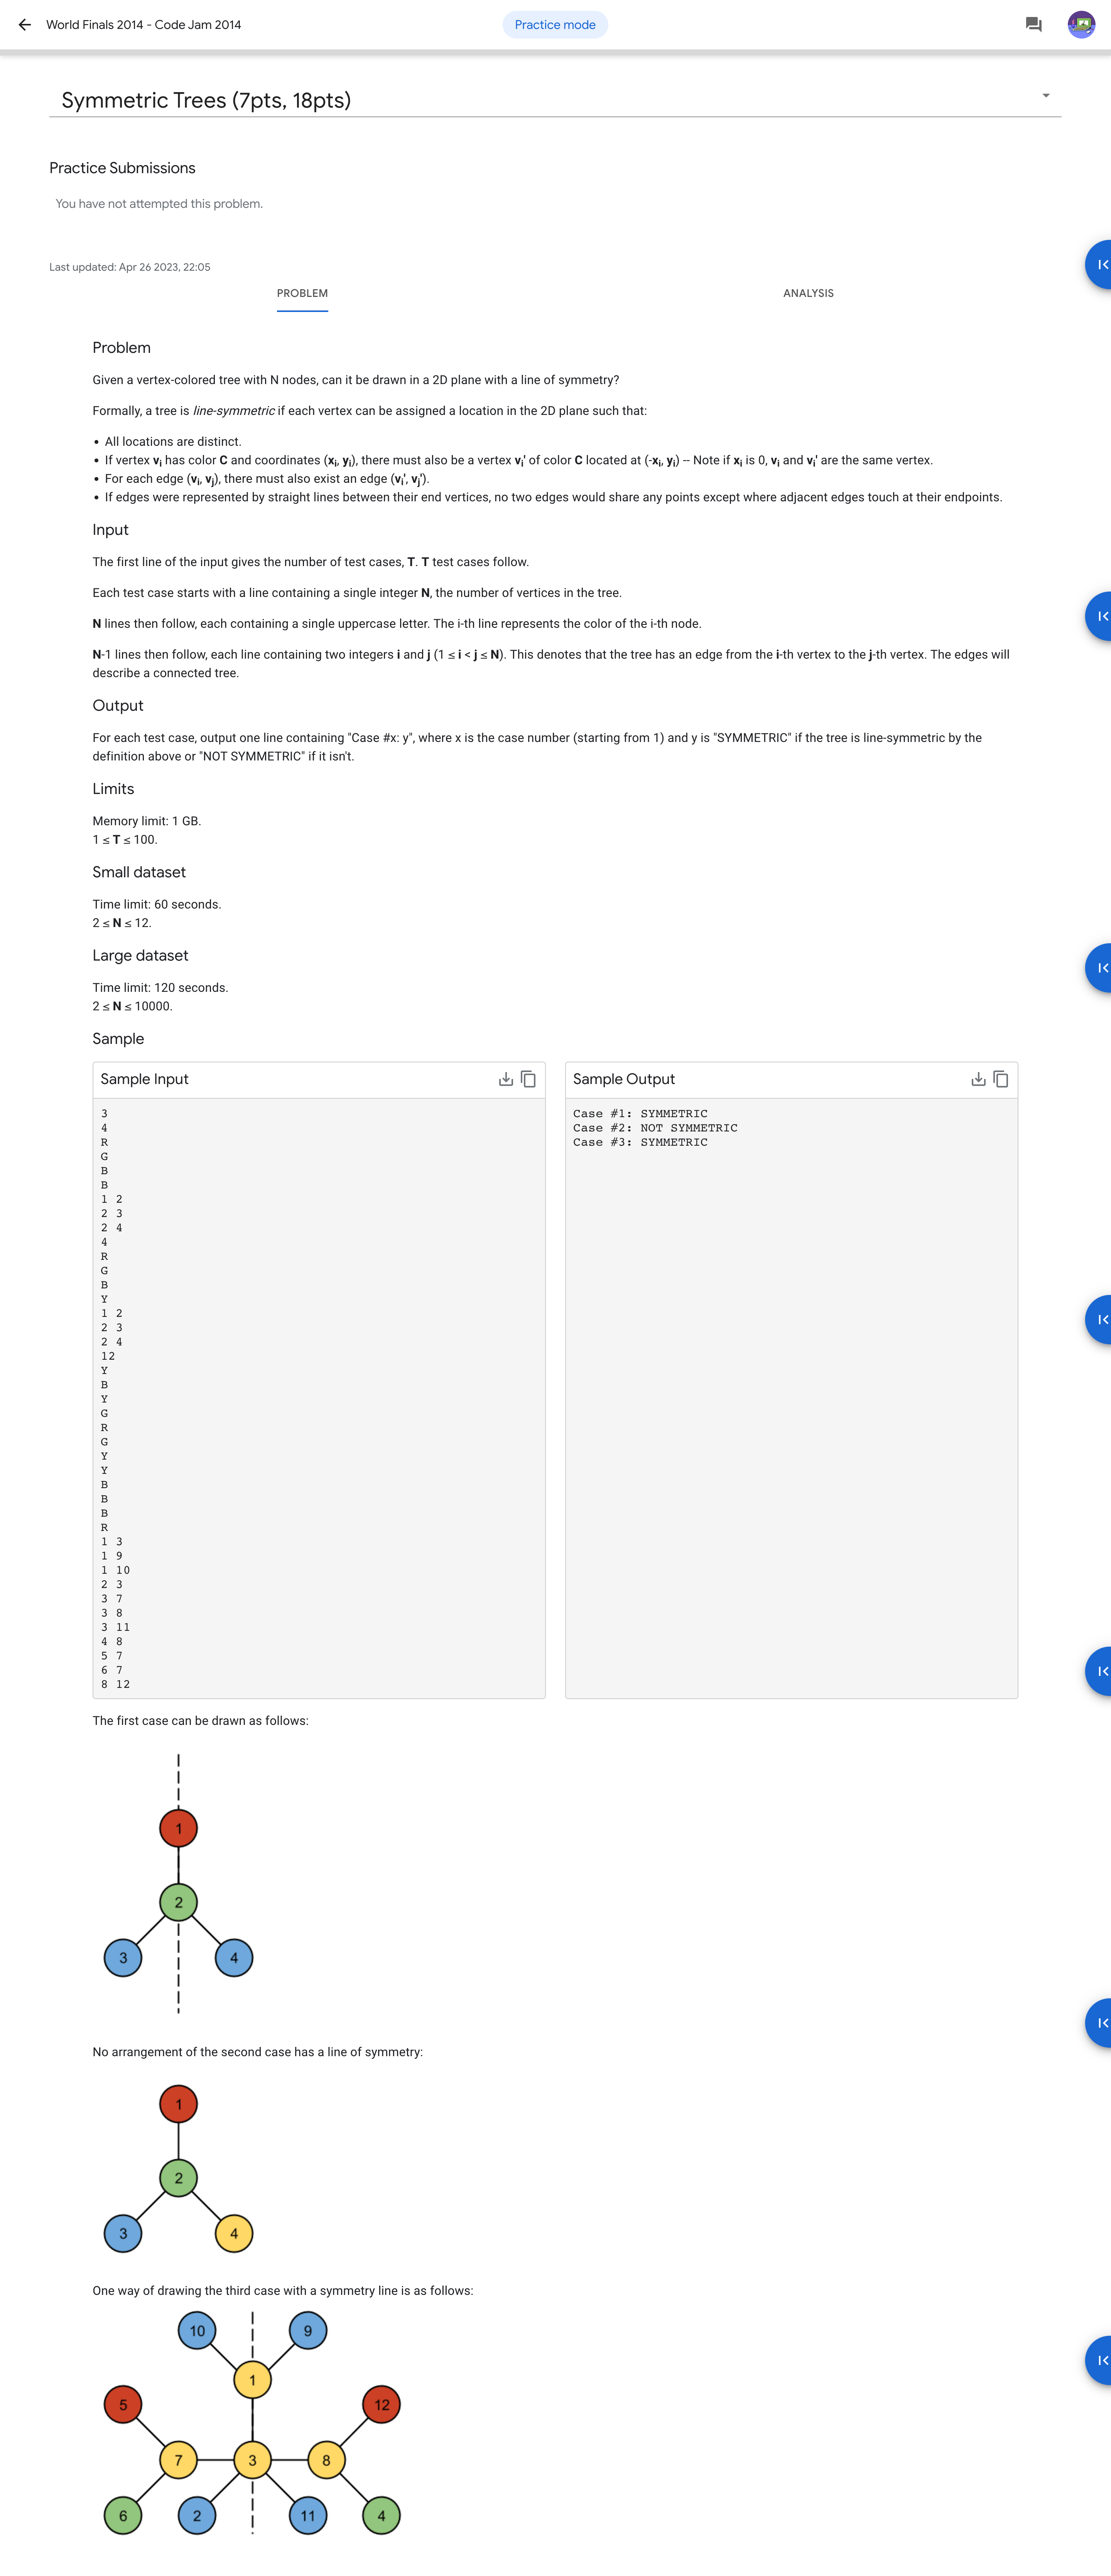 World Finals 2014 - Code Jam 2014
Practice mode
Symmetric Trees (7pts, 18pts)
Practice Submissions
You have not attempted this problem.
Last updated: Apr 26 2023, 22:05
PROBLEM
ANALYSIS
Problem
Given a vertex-colored tree with N nodes, can it be drawn in a 2D plane with a line of symmetry?
Formally, a tree is line-symmetric if each vertex can be assigned a location in the 2D plane such that:
• All locations are distinct.
• If vertex vi has color C and coordinates (xi, yi), there must also be a vertex vi' of color C located at (-xi, yi) -- Note if xi is 0, vi and vi' are the same vertex.
• For each edge (vi, vj), there must also exist an edge (vi', vj').
• If edges were represented by straight lines between their end vertices, no two edges would share any points except where adjacent edges touch at their endpoints.
Input
The first line of the input gives the number of test cases, T. T test cases follow.
Each test case starts with a line containing a single integer N, the number of vertices in the tree.
N lines then follow, each containing a single uppercase letter. The i-th line represents the color of the i-th node.
N-1 lines then follow, each line containing two integers i and j (1 ≤ i < j ≤ N). This denotes that the tree has an edge from the i-th vertex to the j-th vertex. The edges will
describe a connected tree.
Output
For each test case, output one line containing "Case #x: y", where x is the case number (starting from 1) and y is "SYMMETRIC" if the tree is line-symmetric by the
definition above or "NOT SYMMETRIC" if it isn't.
Limits
Memory limit: 1 GB.
1 ≤ T ≤ 100.
Small dataset
Time limit: 60 seconds.
2 ≤ N ≤ 12.
Large dataset
Time limit: 120 seconds.
2 ≤ N ≤ 10000.
Sample
Sample Input
3
4
R
G
B
B
1 2
2 3
2 4
4
R
G
B
Y
1 2
2 3
2 4
12
Y
B
Y
G
R
G
Y
Y
B
B
B
R
1 3
1 9
1 10
2 3
3 7
3 8
3 11
4 8
5 7
6 7
8 12
Sample Output
Case #1: SYMMETRIC
Case #2: NOT SYMMETRIC
Case #3: SYMMETRIC
The first case can be drawn as follows:
1
2
3 4
No arrangement of the second case has a line of symmetry:
1
2
3 4
One way of drawing the third case with a symmetry line is as follows:
10 9
1
5 12
7 3 8
6 2 11 4